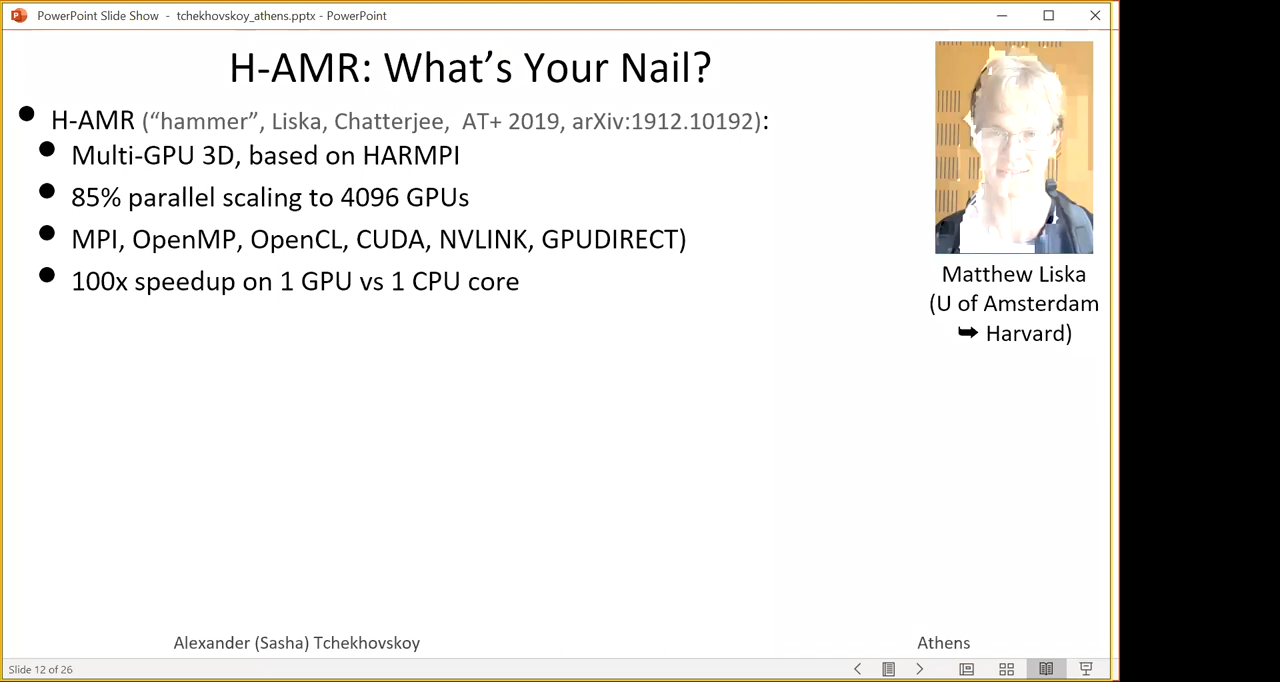 PowerPoint Slide Show - tchekhovskoy_athens.pptx - PowerPoint
H-AMR: What's Your Nail?
H-AMR (“hammer”, Liska, Chatterjee, AT+ 2019, arXiv:1912.10192):
Multi-GPU 3D, based on HARMPI
85% parallel scaling to 4096 GPUs
MPI, OpenMP, OpenCL, CUDA, NVLINK, GPUDIRECT)
100x speedup on 1 GPU vs 1 CPU core
Matthew Liska
(U of Amsterdam
➥ Harvard)
Alexander (Sasha) Tchekhovskoy
Athens
Slide 12 of 26